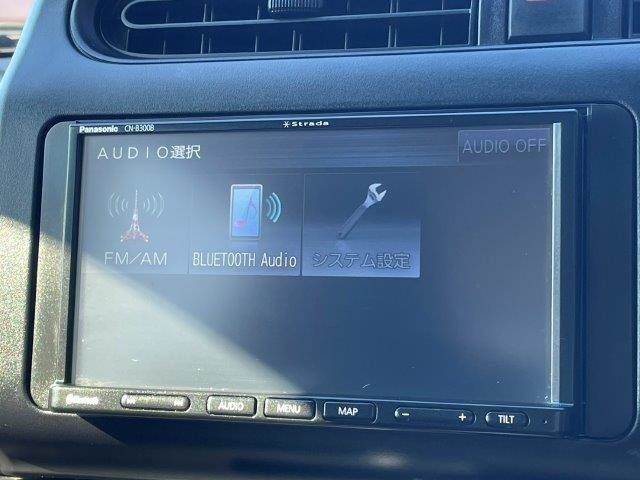 Panasonic CN-B300B Strada
AUDIO選択 AUDIO OFF
FM/AM BLUETOOTH Audio システム設定
AUDIO MENU MAP − + TILT